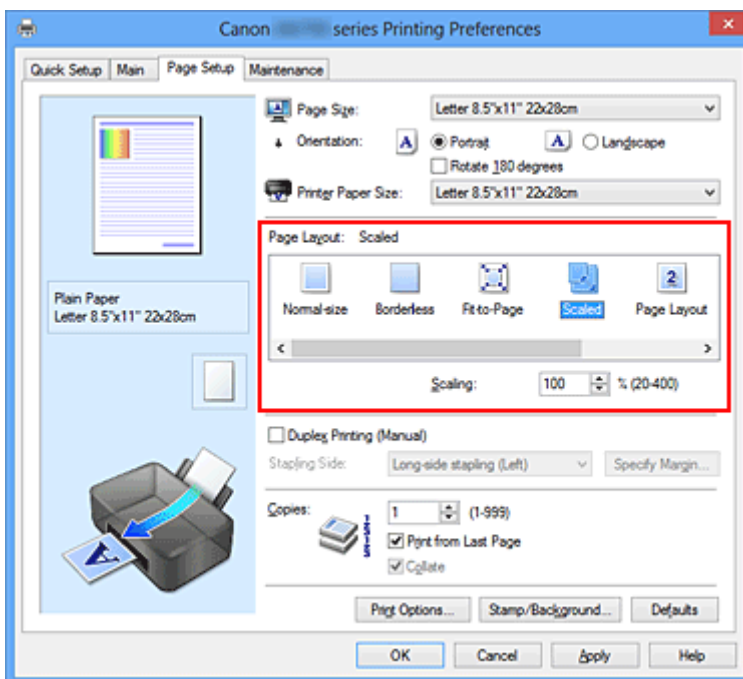 Canon series Printing Preferences
Quick Setup Main Page Setup Maintenance
Page Size: Letter 8.5"x11" 22x28cm
Orientation: A Portrait A Landscape
Rotate 180 degrees
Printer Paper Size: Letter 8.5"x11" 22x28cm
Page Layout: Scaled
2
Normal-size Borderless Fit-to-Page Scaled Page Layout
Scaling: 100 % (20-400)
Plain Paper
Letter 8.5"x11" 22x28cm
Duplex Printing (Manual)
Stapling Side: Long-side stapling (Left) Specify Margin...
Copies: 1 (1-999)
Print from Last Page
Collate
A
Print Options... Stamp/Background... Defaults
OK Cancel Apply Help